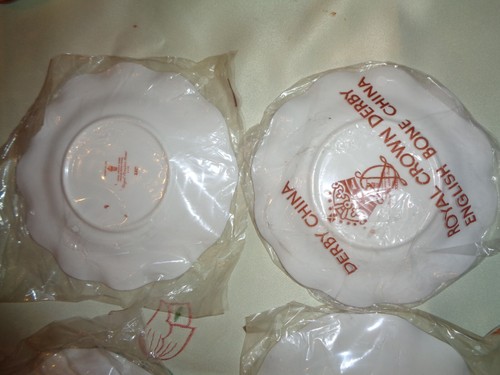 ROYAL CROWN DERBY
ENGLISH BONE CHINA
DERBY CHINA